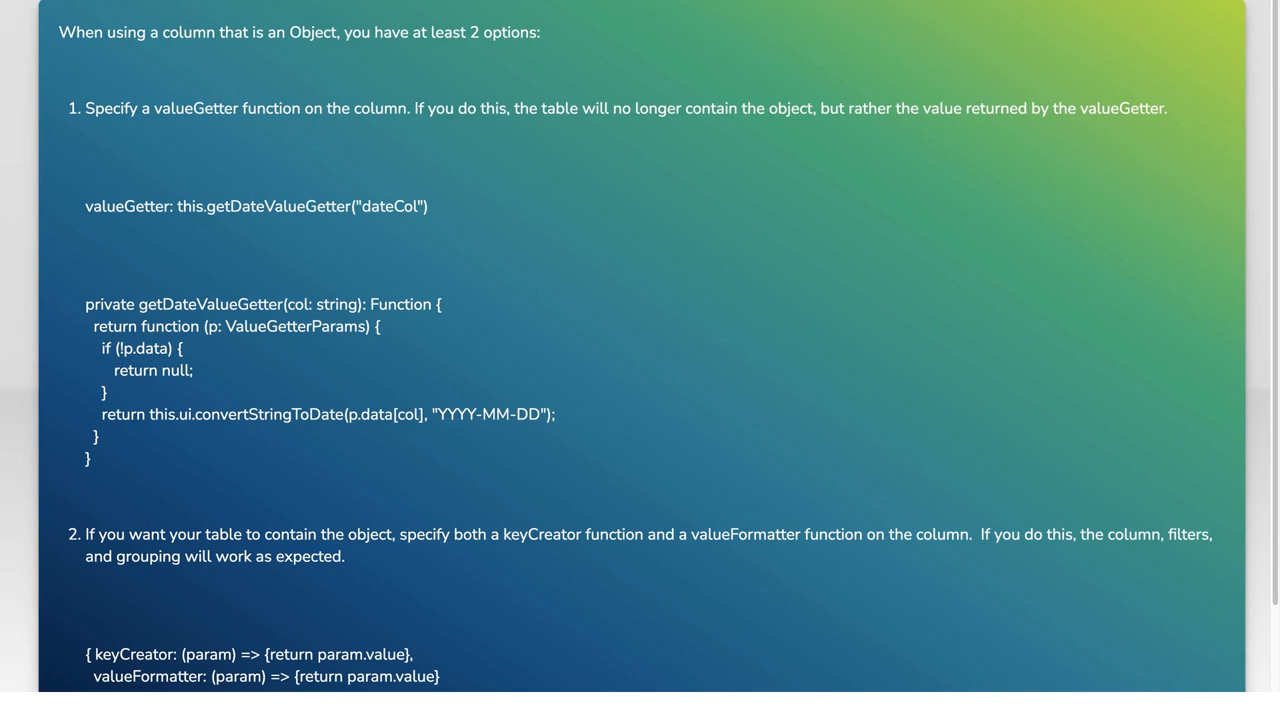 When using a column that is an Object, you have at least 2 options:
1. Specify a valueGetter function on the column. If you do this, the table will no longer contain the object, but rather the value returned by the valueGetter.
valueGetter: this.getDateValueGetter("dateCol")
private getDateValueGetter(col: string): Function {
return function (p: ValueGetterParams) {
if (!p.data) {
return null;
}
return this.ui.convertStringToDate(p.data[col], "YYYY-MM-DD");
}
}
2. If you want your table to contain the object, specify both a keyCreator function and a valueFormatter function on the column.  If you do this, the column, filters,
and grouping will work as expected.
{ keyCreator: (param) => {return param.value},
valueFormatter: (param) => {return param.value}